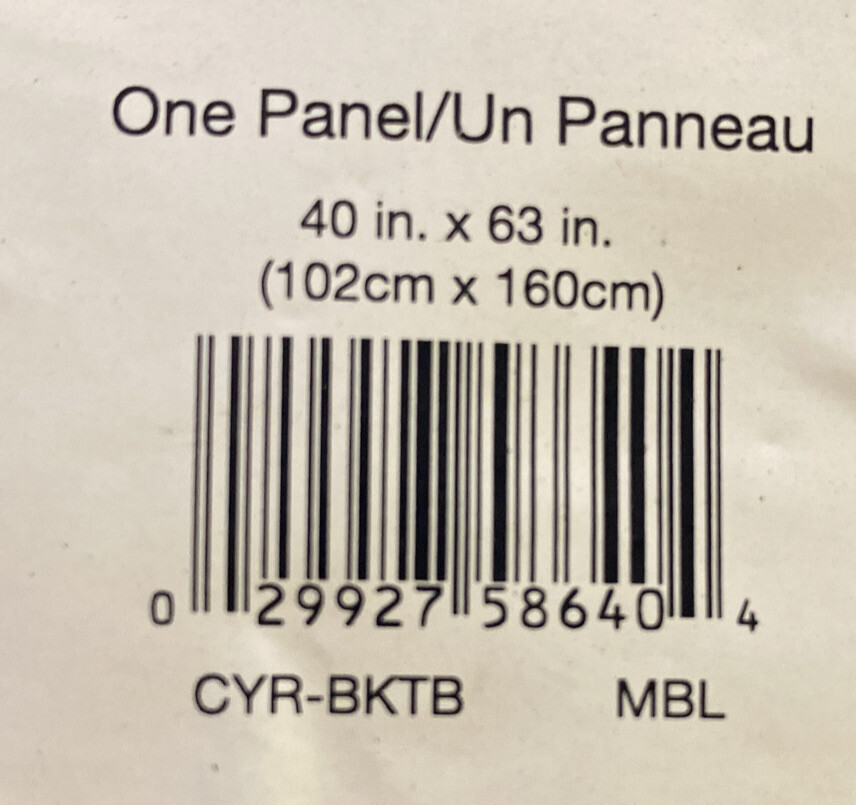 One Panel/Un Panneau
40 in. x 63 in.
(102cm x 160cm)
0 29927 58640 4
CYR-BKTB MBL